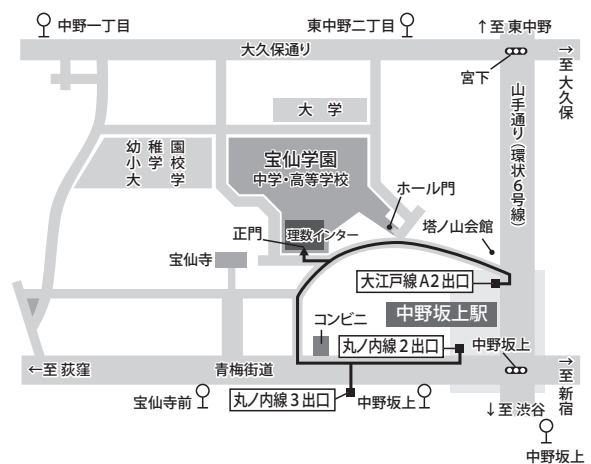 中野一丁目
東中野二丁目
↑至 東中野
大久保通り
→至 大久保
宮下
山手通り(環状6号線)
大 学
幼 稚 園
小 学 校
大 学
宝仙学園
中学・高等学校
ホール門
塔ノ山会館
正門
理数インター
宝仙寺
大江戸線A2出口
中野坂上駅
コンビニ
丸ノ内線2出口
中野坂上
←至 荻窪
青梅街道
→至 新宿
宝仙寺前
丸ノ内線3出口
中野坂上
↓至 渋谷
中野坂上